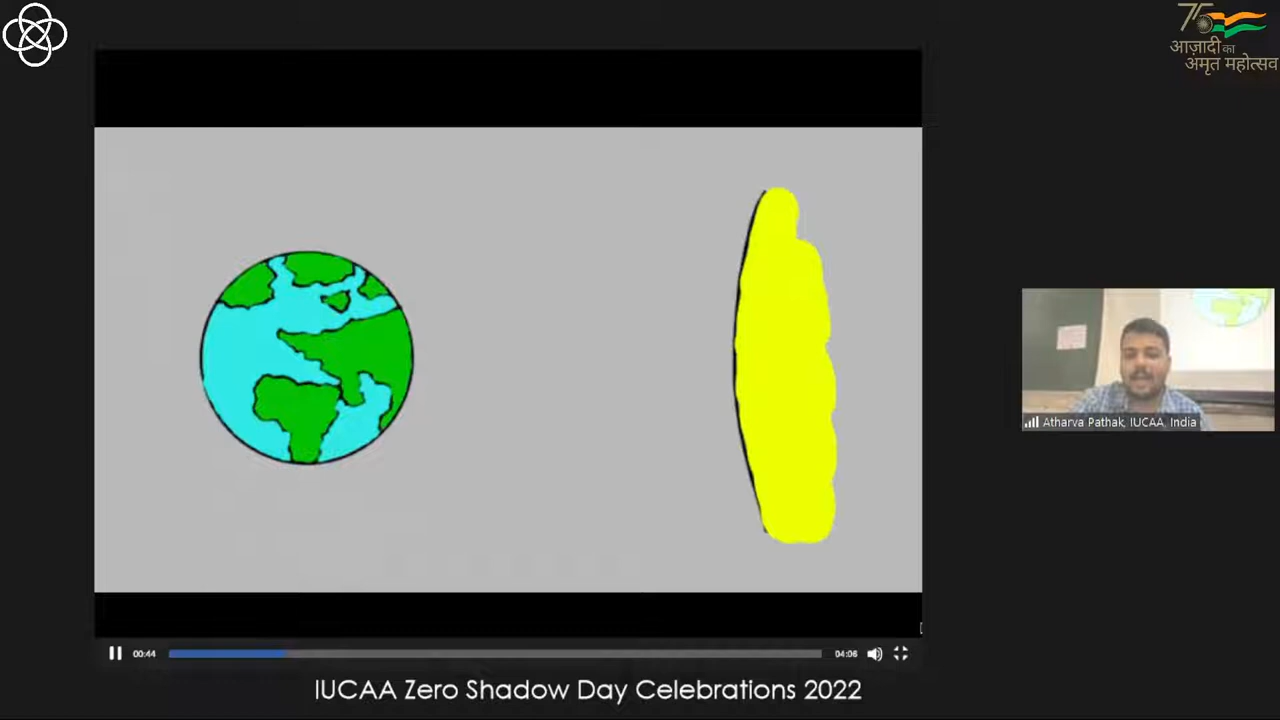 75
आज़ादी का
अमृत महोत्सव
Atharva Pathak, IUCAA, India
00:44
04:06
IUCAA Zero Shadow Day Celebrations 2022